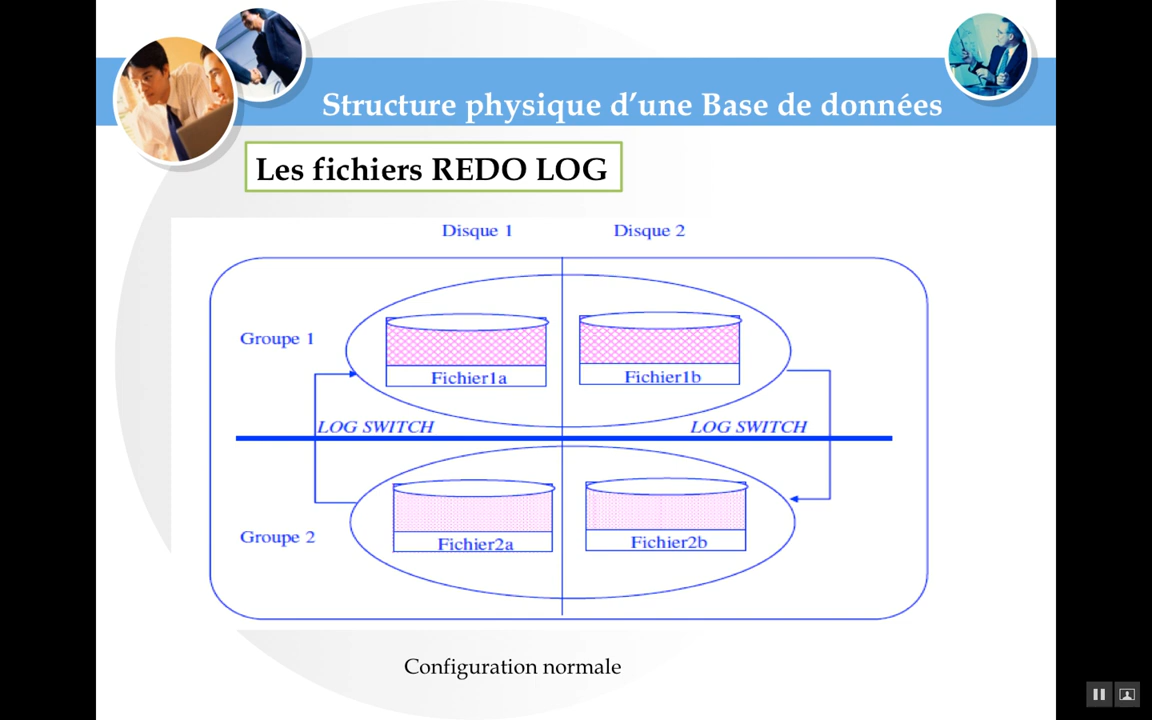 Structure physique d’une Base de données
Les fichiers REDO LOG
Disque 1 Disque 2
Groupe 1
Fichier1a Fichier1b
LOG SWITCH LOG SWITCH
Groupe 2
Fichier2a Fichier2b
Configuration normale